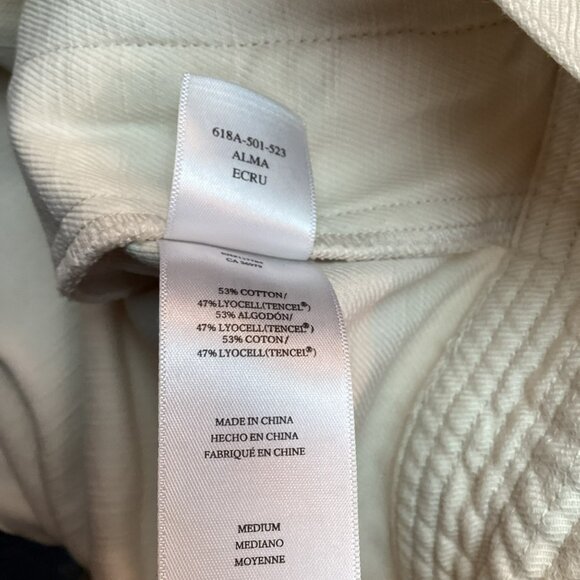 618A-501-523
ALMA
ECRU
53% COTTON/
47% LYOCELL(TENCEL®)
53% ALGODÓN/
47% LYOCELL(TENCEL®)
53% COTON/
47% LYOCELL(TENCEL®)
MADE IN CHINA
HECHO EN CHINA
FABRIQUÉ EN CHINE
MEDIUM
MEDIANO
MOYENNE